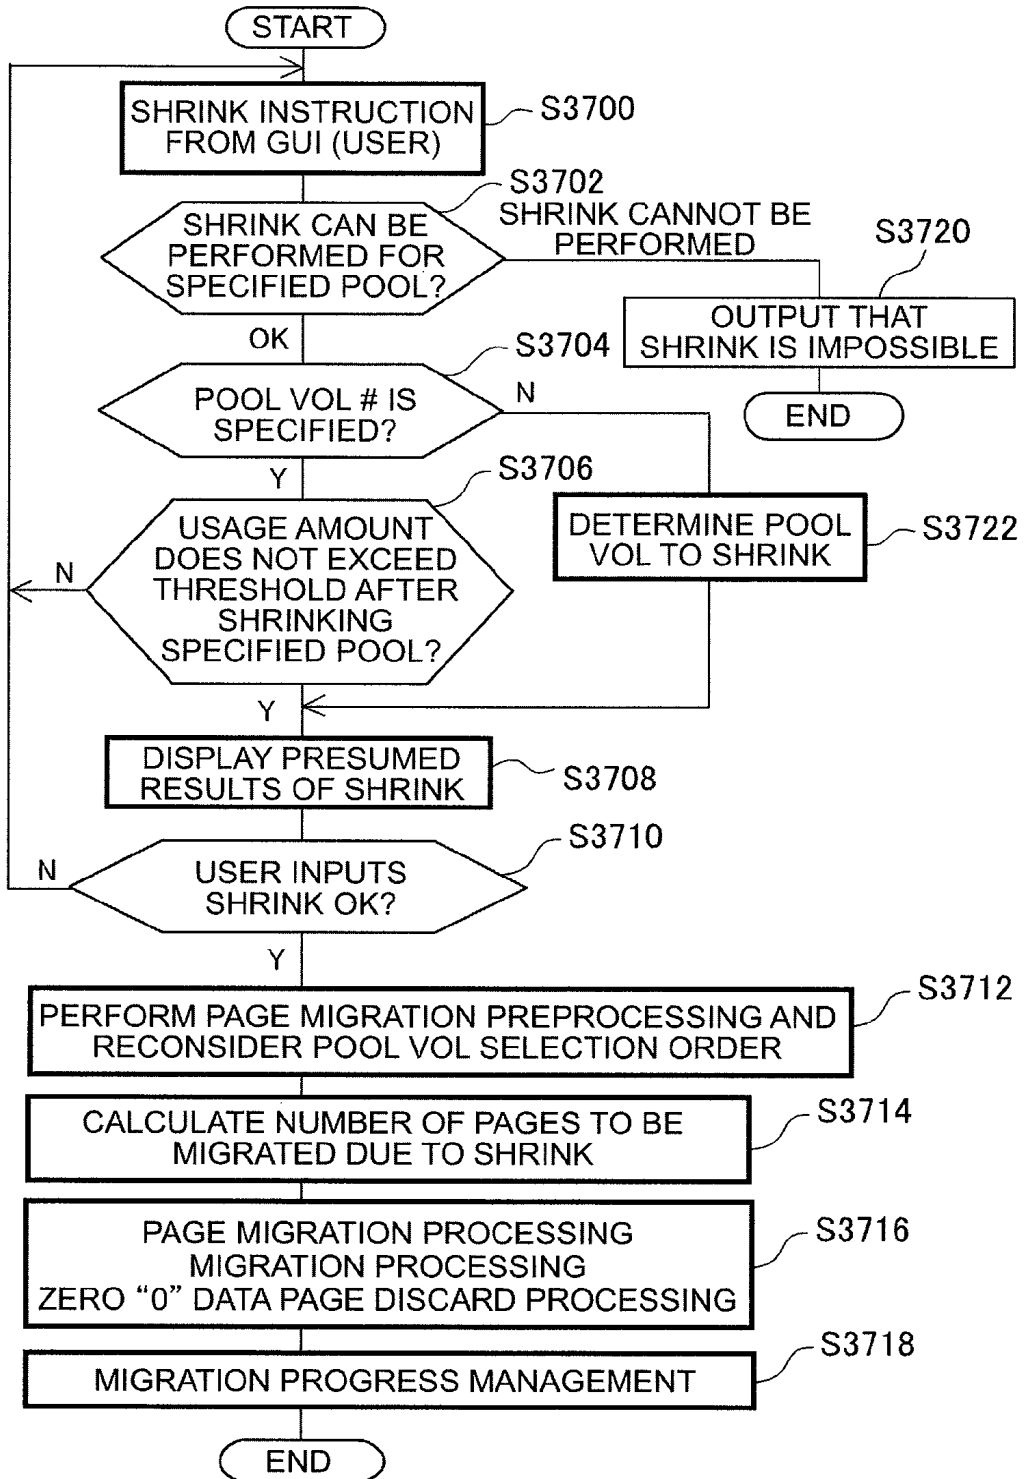 START
SHRINK INSTRUCTION
FROM GUI (USER)
S3700
S3702
SHRINK CAN BE
PERFORMED FOR
SPECIFIED POOL?
SHRINK CANNOT BE
PERFORMED
S3720
OUTPUT THAT
SHRINK IS IMPOSSIBLE
END
OK
S3704
POOL VOL # IS
SPECIFIED?
N
Y
S3706
USAGE AMOUNT
DOES NOT EXCEED
THRESHOLD AFTER
SHRINKING
SPECIFIED POOL?
N
DETERMINE POOL
VOL TO SHRINK
S3722
Y
DISPLAY PRESUMED
RESULTS OF SHRINK
S3708
S3710
USER INPUTS
SHRINK OK?
N
Y
S3712
PERFORM PAGE MIGRATION PREPROCESSING AND
RECONSIDER POOL VOL SELECTION ORDER
S3714
CALCULATE NUMBER OF PAGES TO BE
MIGRATED DUE TO SHRINK
S3716
PAGE MIGRATION PROCESSING
MIGRATION PROCESSING
ZERO “0” DATA PAGE DISCARD PROCESSING
S3718
MIGRATION PROGRESS MANAGEMENT
END